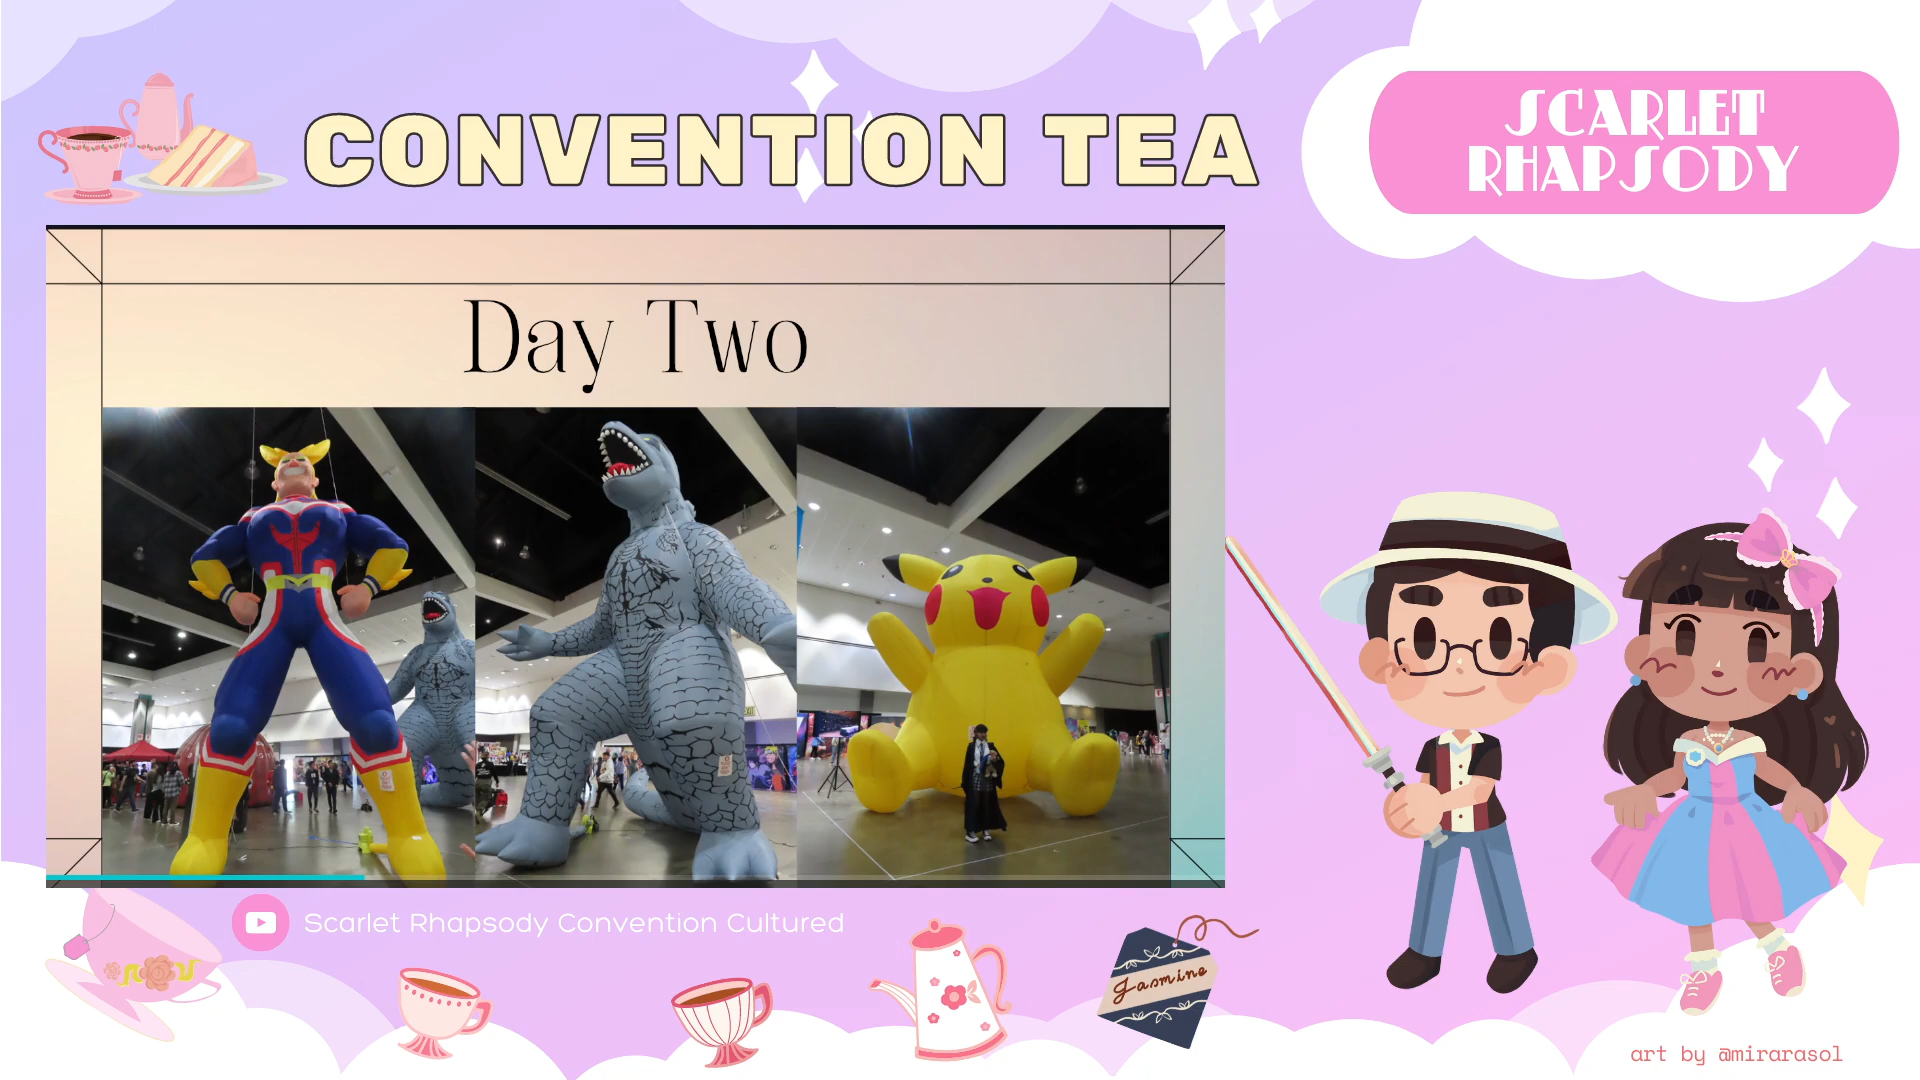 CONVENTION TEA
SCARLET
RHAPSODY
Day Two
Scarlet Rhapsody Convention Cultured
Jasmine
art by @mirarasol